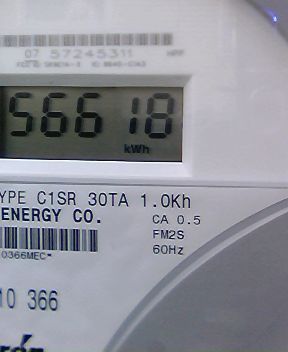 07 57245311
56618
kWh
YPE C1SR 30TA 1.0Kh
ENERGY CO.
CA 0.5
FM2S
60Hz
0366MEC*
10 366
rón